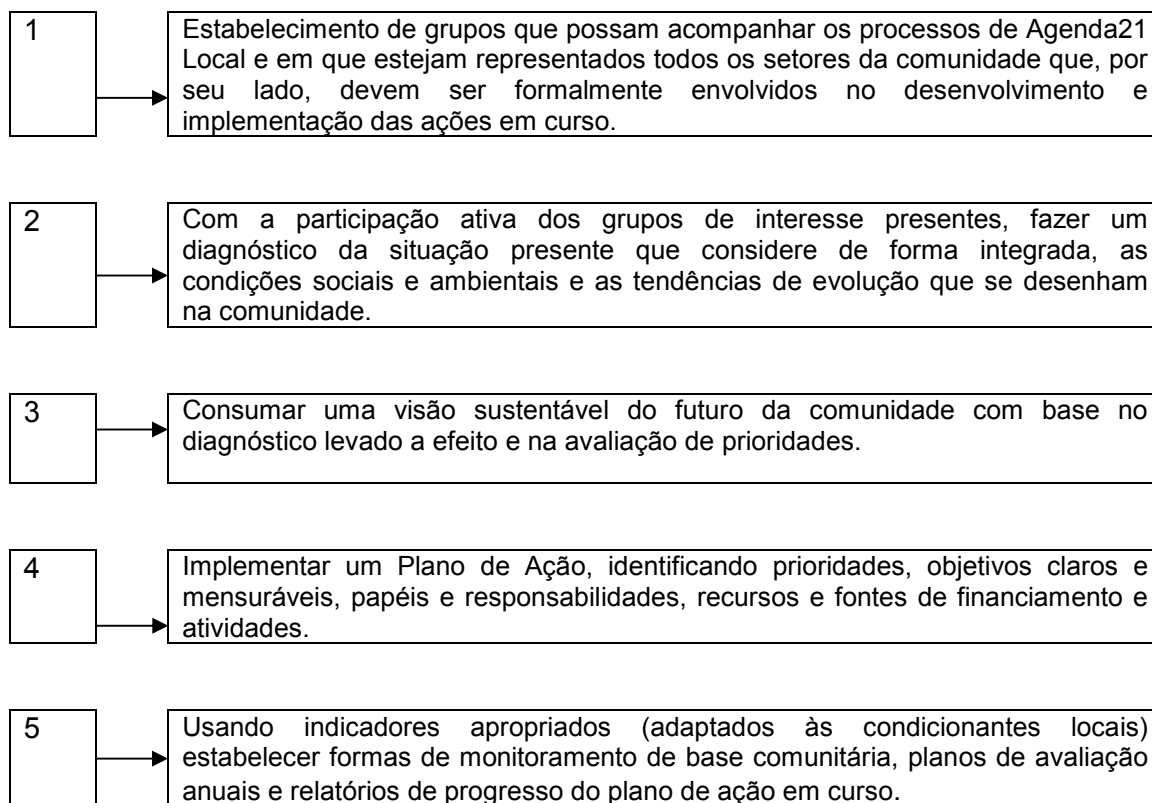 1
Estabelecimento de grupos que possam acompanhar os processos de Agenda21
Local e em que estejam representados todos os setores da comunidade que, por
seu lado, devem ser formalmente envolvidos no desenvolvimento e
implementação das ações em curso.
2
Com a participação ativa dos grupos de interesse presentes, fazer um
diagnóstico da situação presente que considere de forma integrada, as
condições sociais e ambientais e as tendências de evolução que se desenham
na comunidade.
3
Consumar uma visão sustentável do futuro da comunidade com base no
diagnóstico levado a efeito e na avaliação de prioridades.
4
Implementar um Plano de Ação, identificando prioridades, objetivos claros e
mensuráveis, papéis e responsabilidades, recursos e fontes de financiamento e
atividades.
5
Usando indicadores apropriados (adaptados às condicionantes locais)
estabelecer formas de monitoramento de base comunitária, planos de avaliação
anuais e relatórios de progresso do plano de ação em curso.